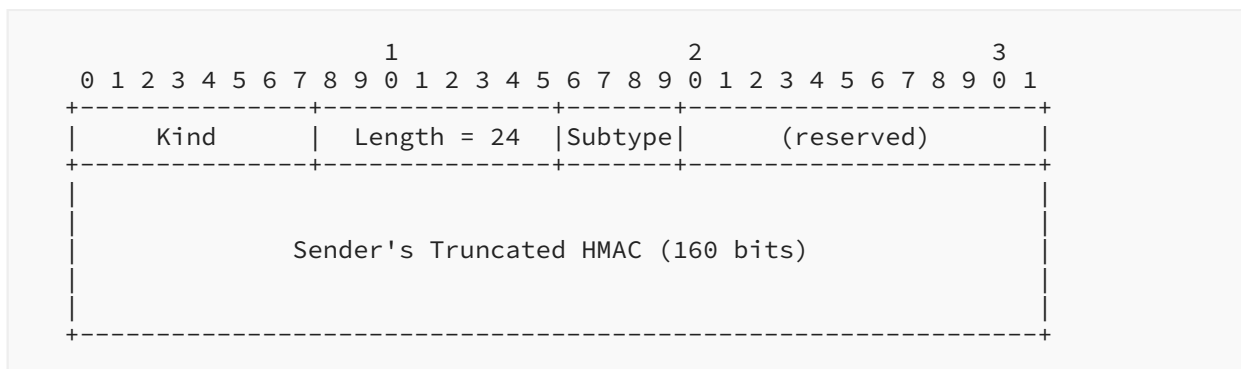 1 2 3
0 1 2 3 4 5 6 7 8 9 0 1 2 3 4 5 6 7 8 9 0 1 2 3 4 5 6 7 8 9 0 1
Kind | Length = 24 |Subtype| (reserved)
Sender's Truncated HMAC (160 bits)